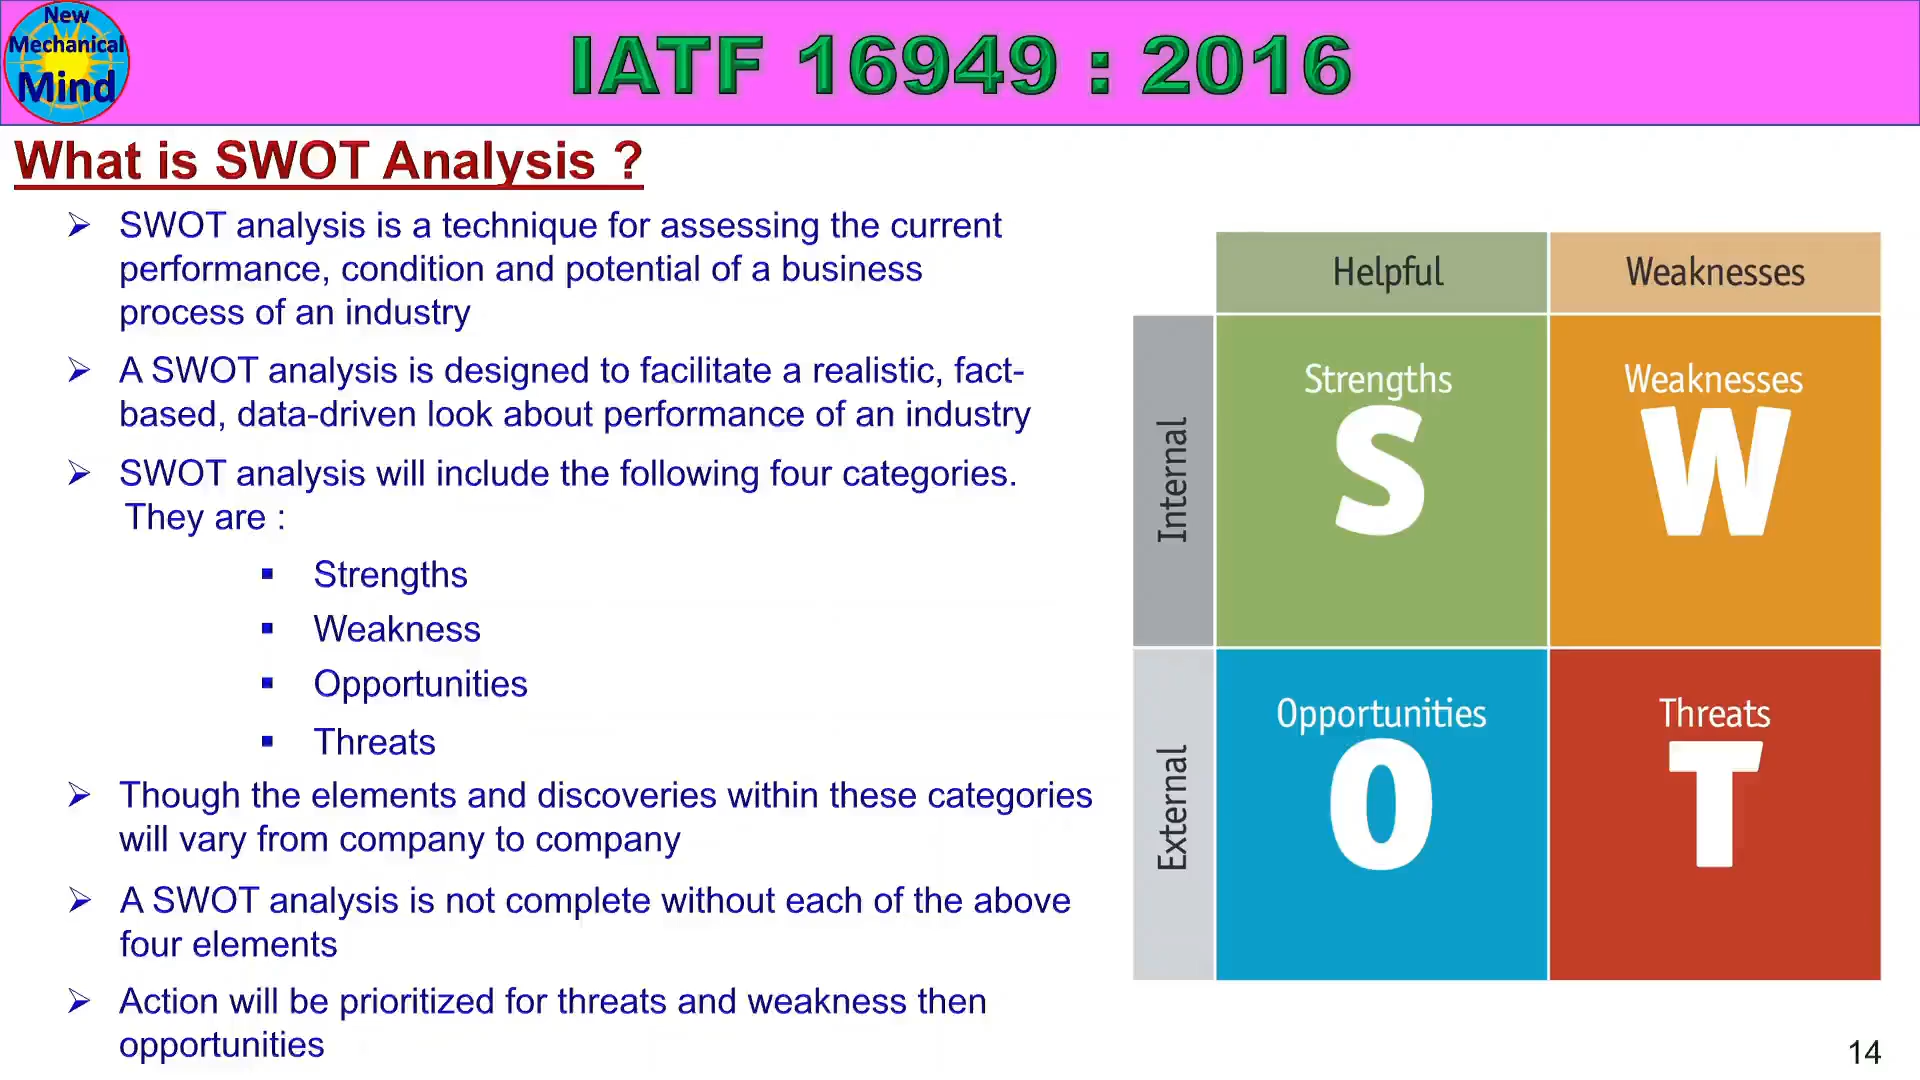 New
Mechanical
Mind
IATF 16949 : 2016
What is SWOT Analysis ?
➢ SWOT analysis is a technique for assessing the current
performance, condition and potential of a business
process of an industry
➢ A SWOT analysis is designed to facilitate a realistic, fact-
based, data-driven look about performance of an industry
➢ SWOT analysis will include the following four categories.
They are :
▪ Strengths
▪ Weakness
▪ Opportunities
▪ Threats
➢ Though the elements and discoveries within these categories
will vary from company to company
➢ A SWOT analysis is not complete without each of the above
four elements
➢ Action will be prioritized for threats and weakness then
opportunities
Helpful
Weaknesses
Internal
Strengths
S
Weaknesses
W
External
Opportunities
O
Threats
T
14